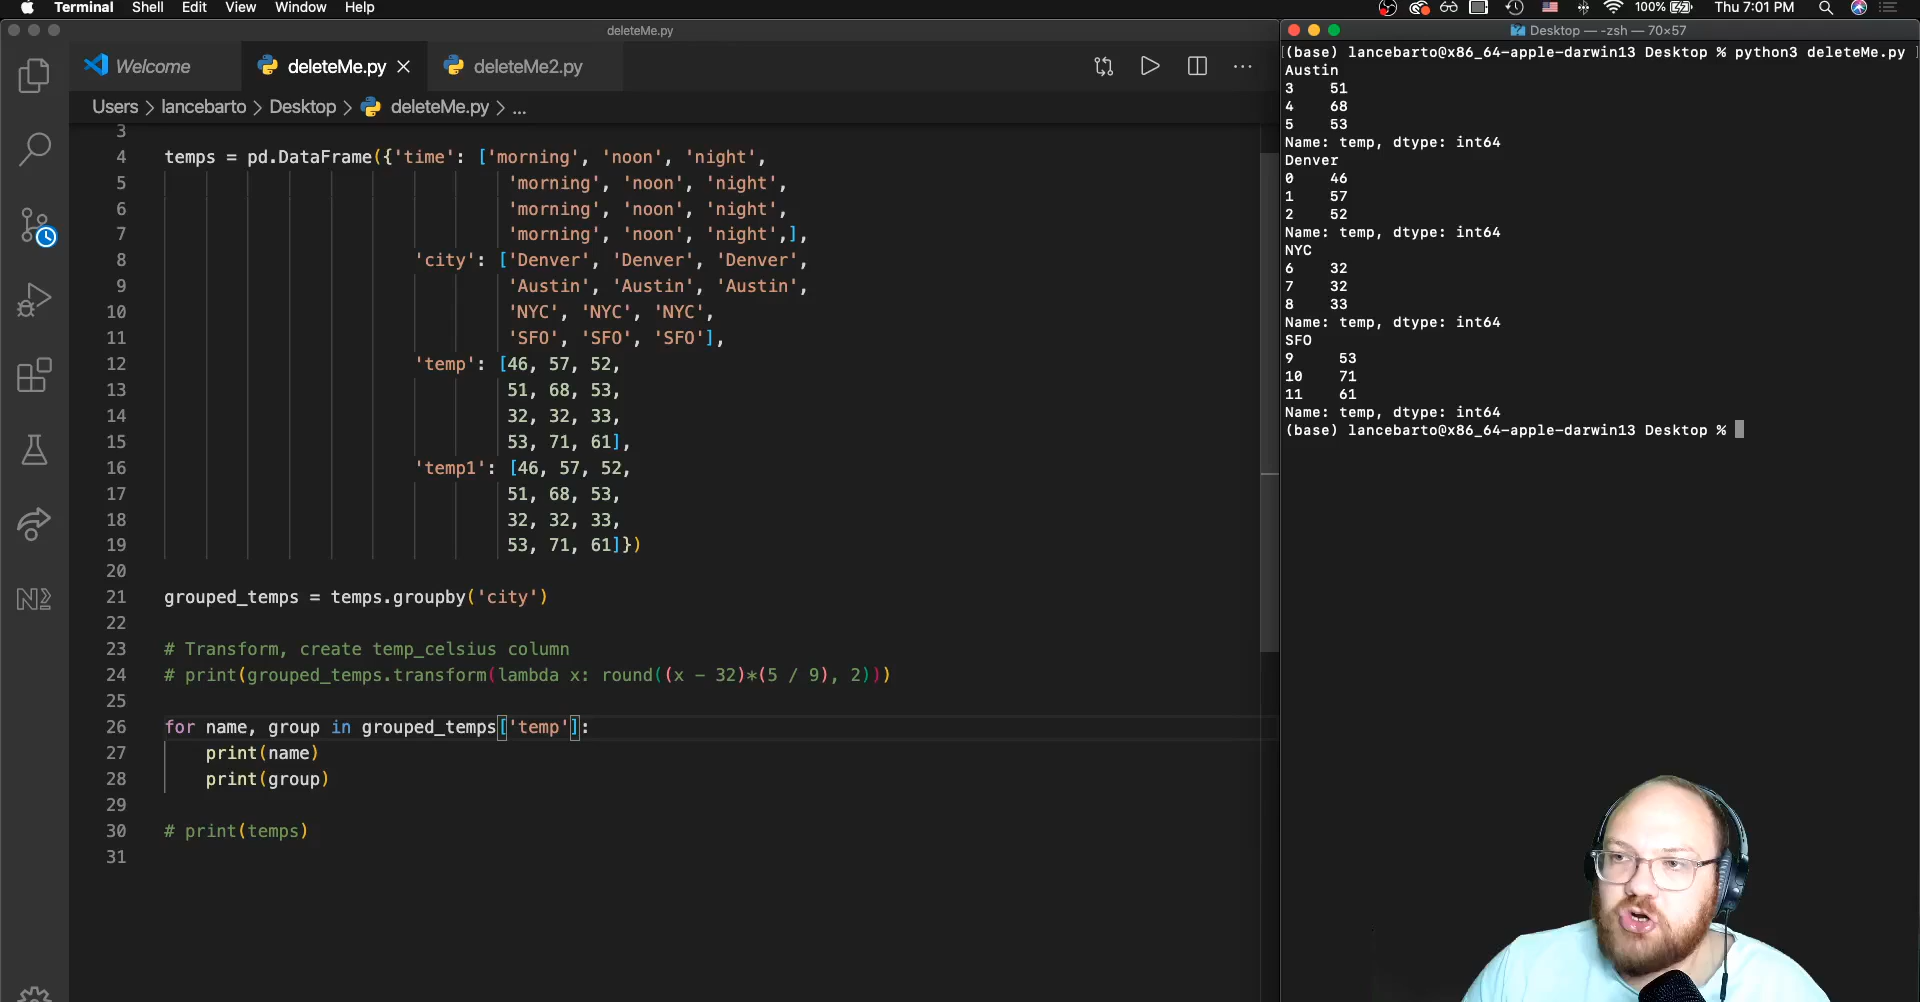 Terminal Shell Edit View Window Help 100% Thu 7:01 PM
deleteMe.py
Welcome deleteMe.py deleteMe2.py
Users > lancebarto > Desktop > deleteMe.py > ...
3
4 temps = pd.DataFrame({'time': ['morning', 'noon', 'night',
5 'morning', 'noon', 'night',
6 'morning', 'noon', 'night',
7 'morning', 'noon', 'night',],
8 'city': ['Denver', 'Denver', 'Denver',
9 'Austin', 'Austin', 'Austin',
10 'NYC', 'NYC', 'NYC',
11 'SFO', 'SFO', 'SFO'],
12 'temp': [46, 57, 52,
13 51, 68, 53,
14 32, 32, 33,
15 53, 71, 61],
16 'temp1': [46, 57, 52,
17 51, 68, 53,
18 32, 32, 33,
19 53, 71, 61]})
20
21 grouped_temps = temps.groupby('city')
22
23 # Transform, create temp_celsius column
24 # print(grouped_temps.transform(lambda x: round((x - 32)*(5 / 9), 2)))
25
26 for name, group in grouped_temps['temp']:
27 print(name)
28 print(group)
29
30 # print(temps)
31
Desktop — -zsh — 70×57
(base) lancebarto@x86_64-apple-darwin13 Desktop % python3 deleteMe.py
Austin
3 51
4 68
5 53
Name: temp, dtype: int64
Denver
0 46
1 57
2 52
Name: temp, dtype: int64
NYC
6 32
7 32
8 33
Name: temp, dtype: int64
SFO
9 53
10 71
11 61
Name: temp, dtype: int64
(base) lancebarto@x86_64-apple-darwin13 Desktop %